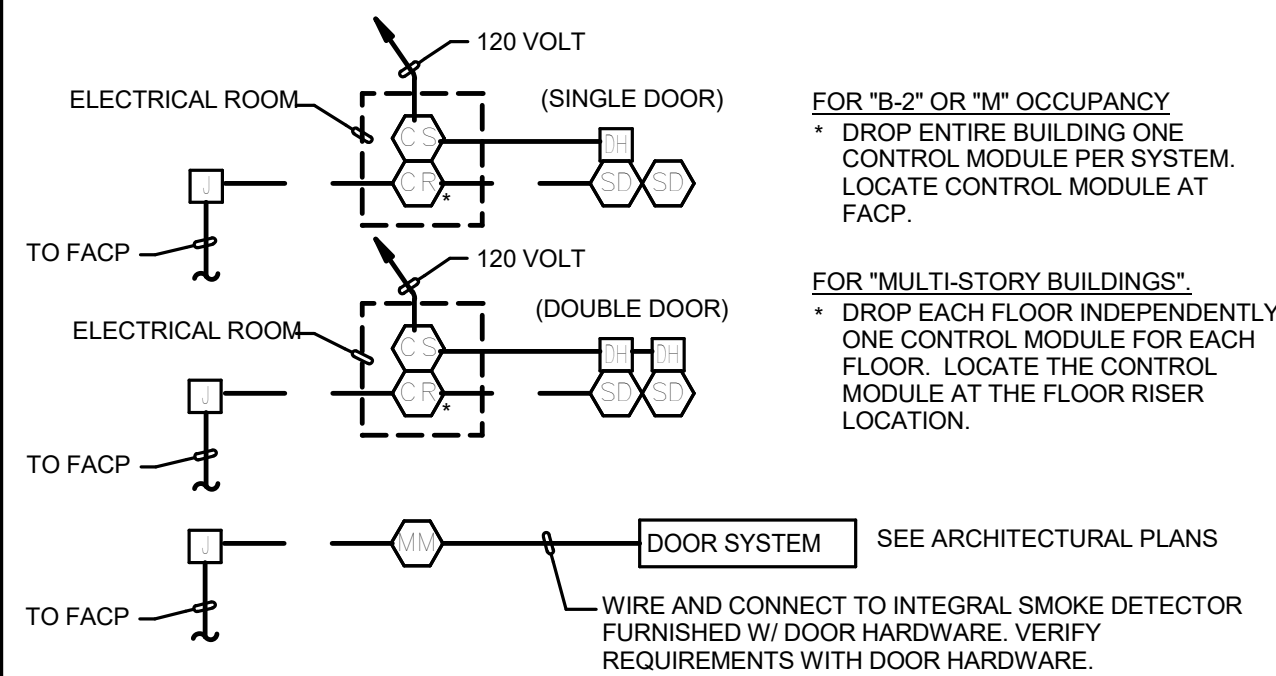 120 VOLT
ELECTRICAL ROOM
(SINGLE DOOR)
CS
DH
J
CR
*
SD
SD
TO FACP
120 VOLT
ELECTRICAL ROOM
(DOUBLE DOOR)
CS
DH
DH
J
CR
*
SD
SD
TO FACP
J
MM
DOOR SYSTEM
SEE ARCHITECTURAL PLANS
TO FACP
WIRE AND CONNECT TO INTEGRAL SMOKE DETECTOR
FURNISHED W/ DOOR HARDWARE. VERIFY
REQUIREMENTS WITH DOOR HARDWARE.
FOR "B-2" OR "M" OCCUPANCY
* DROP ENTIRE BUILDING ONE
CONTROL MODULE PER SYSTEM.
LOCATE CONTROL MODULE AT
FACP.
FOR "MULTI-STORY BUILDINGS".
* DROP EACH FLOOR INDEPENDENTLY
ONE CONTROL MODULE FOR EACH
FLOOR. LOCATE THE CONTROL
MODULE AT THE FLOOR RISER
LOCATION.